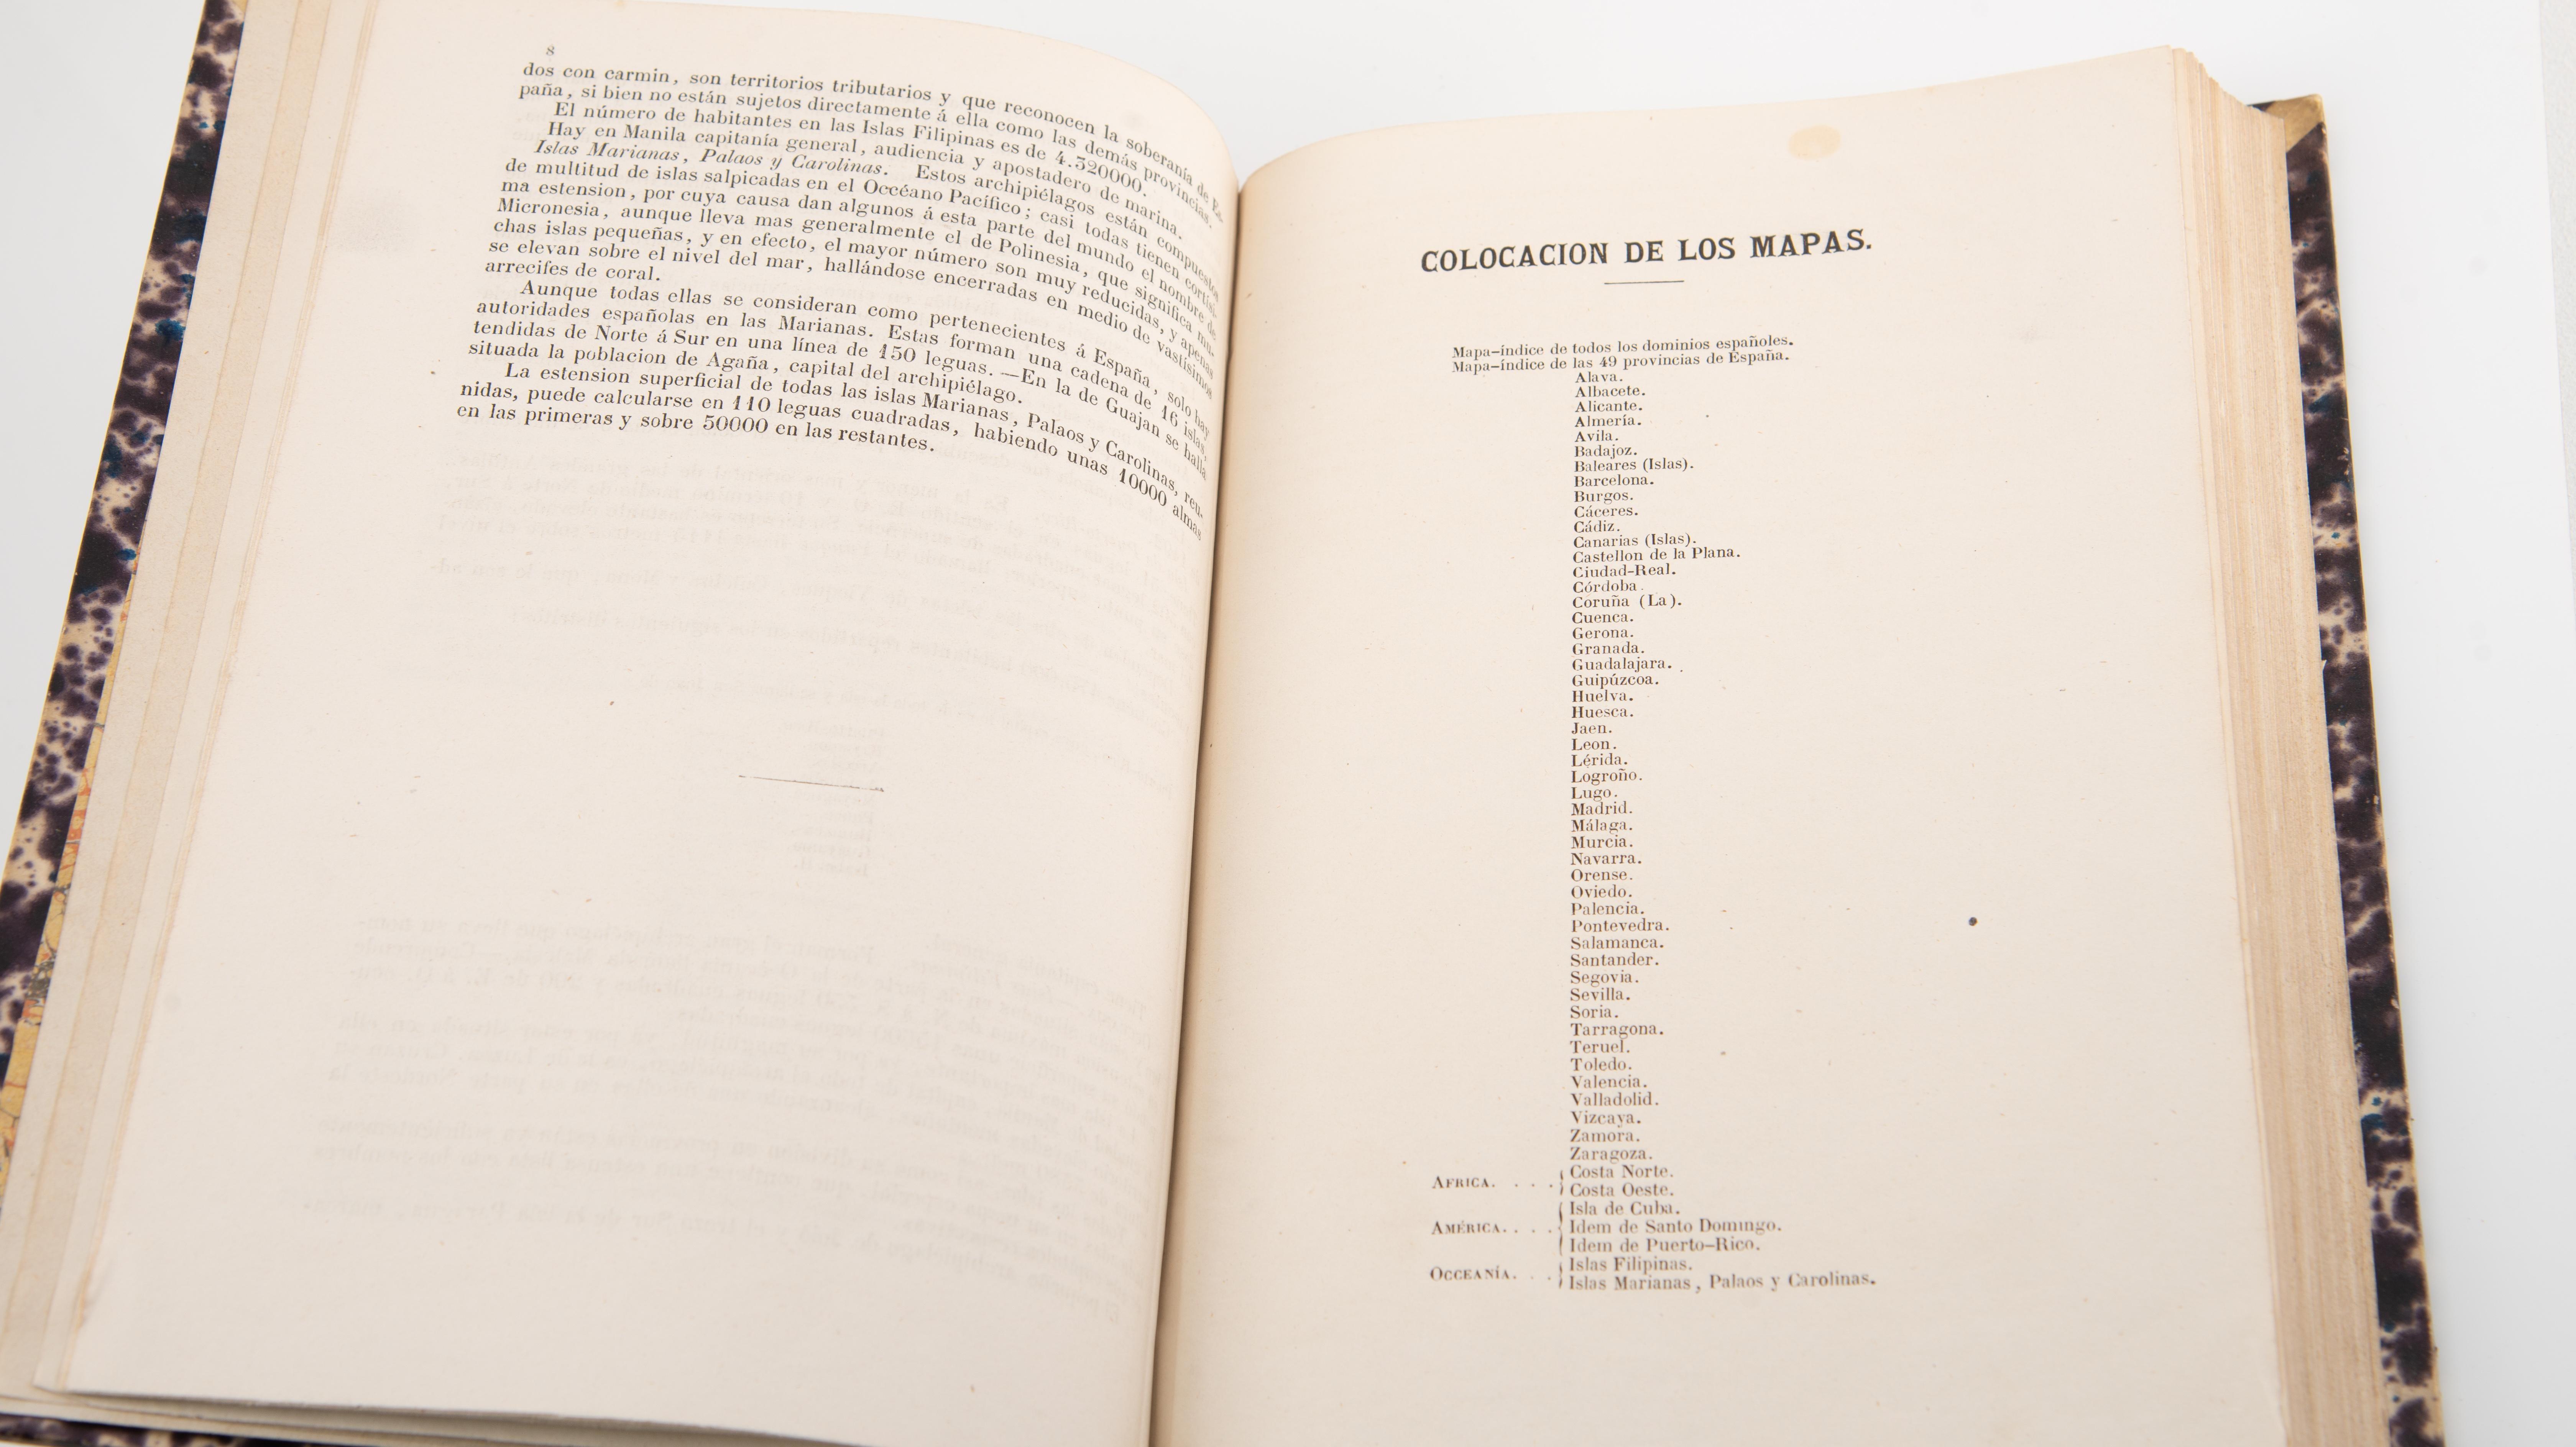 8
dos con carmin, son territorios tributarios y que reconocen la soberanía de Es-
paña, si bien no están sujetos directamente á ella como las demás provincias.
El número de habitantes en las Islas Filipinas es de 4.320000.
Hay en Manila capitanía general, audiencia y apostadero de marina.
Islas Marianas, Palaos y Carolinas. Estos archipiélagos están compuestos
de multitud de islas salpicadas en el Occéano Pacífico; casi todas tienen cortísi-
ma estension, por cuya causa dan algunos á esta parte del mundo el nombre de
Micronesia, aunque lleva mas generalmente el de Polinesia, que significa mu-
chas islas pequeñas, y en efecto, el mayor número son muy reducidas, y apenas
se elevan sobre el nivel del mar, hallándose encerradas en medio de vastísimos
arrecifes de coral.
Aunque todas ellas se consideran como pertenecientes á España, solo hay
autoridades españolas en las Marianas. Estas forman una cadena de 16 islas,
tendidas de Norte á Sur en una línea de 150 leguas.—En la de Guajan se halla
situada la poblacion de Agaña, capital del archipiélago.
La estension superficial de todas las islas Marianas, Palaos y Carolinas, reu-
nidas, puede calcularse en 110 leguas cuadradas, habiendo unas 10000 almas
en las primeras y sobre 50000 en las restantes.
COLOCACION DE LOS MAPAS.
Mapa-índice de todos los dominios españoles.
Mapa-índice de las 49 provincias de España.
Alava.
Albacete.
Alicante.
Almería.
Avila.
Badajoz.
Baleares (Islas).
Barcelona.
Burgos.
Cáceres.
Cádiz.
Canarias (Islas).
Castellon de la Plana.
Ciudad-Real.
Córdoba.
Coruña (La).
Cuenca.
Gerona.
Granada.
Guadalajara.
Guipúzcoa.
Huelva.
Huesca.
Jaen.
Leon.
Lérida.
Logroño.
Lugo.
Madrid.
Málaga.
Murcia.
Navarra.
Orense.
Oviedo.
Palencia.
Pontevedra.
Salamanca.
Santander.
Segovia.
Sevilla.
Soria.
Tarragona.
Teruel.
Toledo.
Valencia.
Valladolid.
Vizcaya.
Zamora.
Zaragoza.
AFRICA. . . . Costa Norte.
Costa Oeste.
Isla de Cuba.
AMÉRICA. . . . Idem de Santo Domingo.
Idem de Puerto-Rico.
OCCEANÍA. . . Islas Filipinas.
Islas Marianas, Palaos y Carolinas.